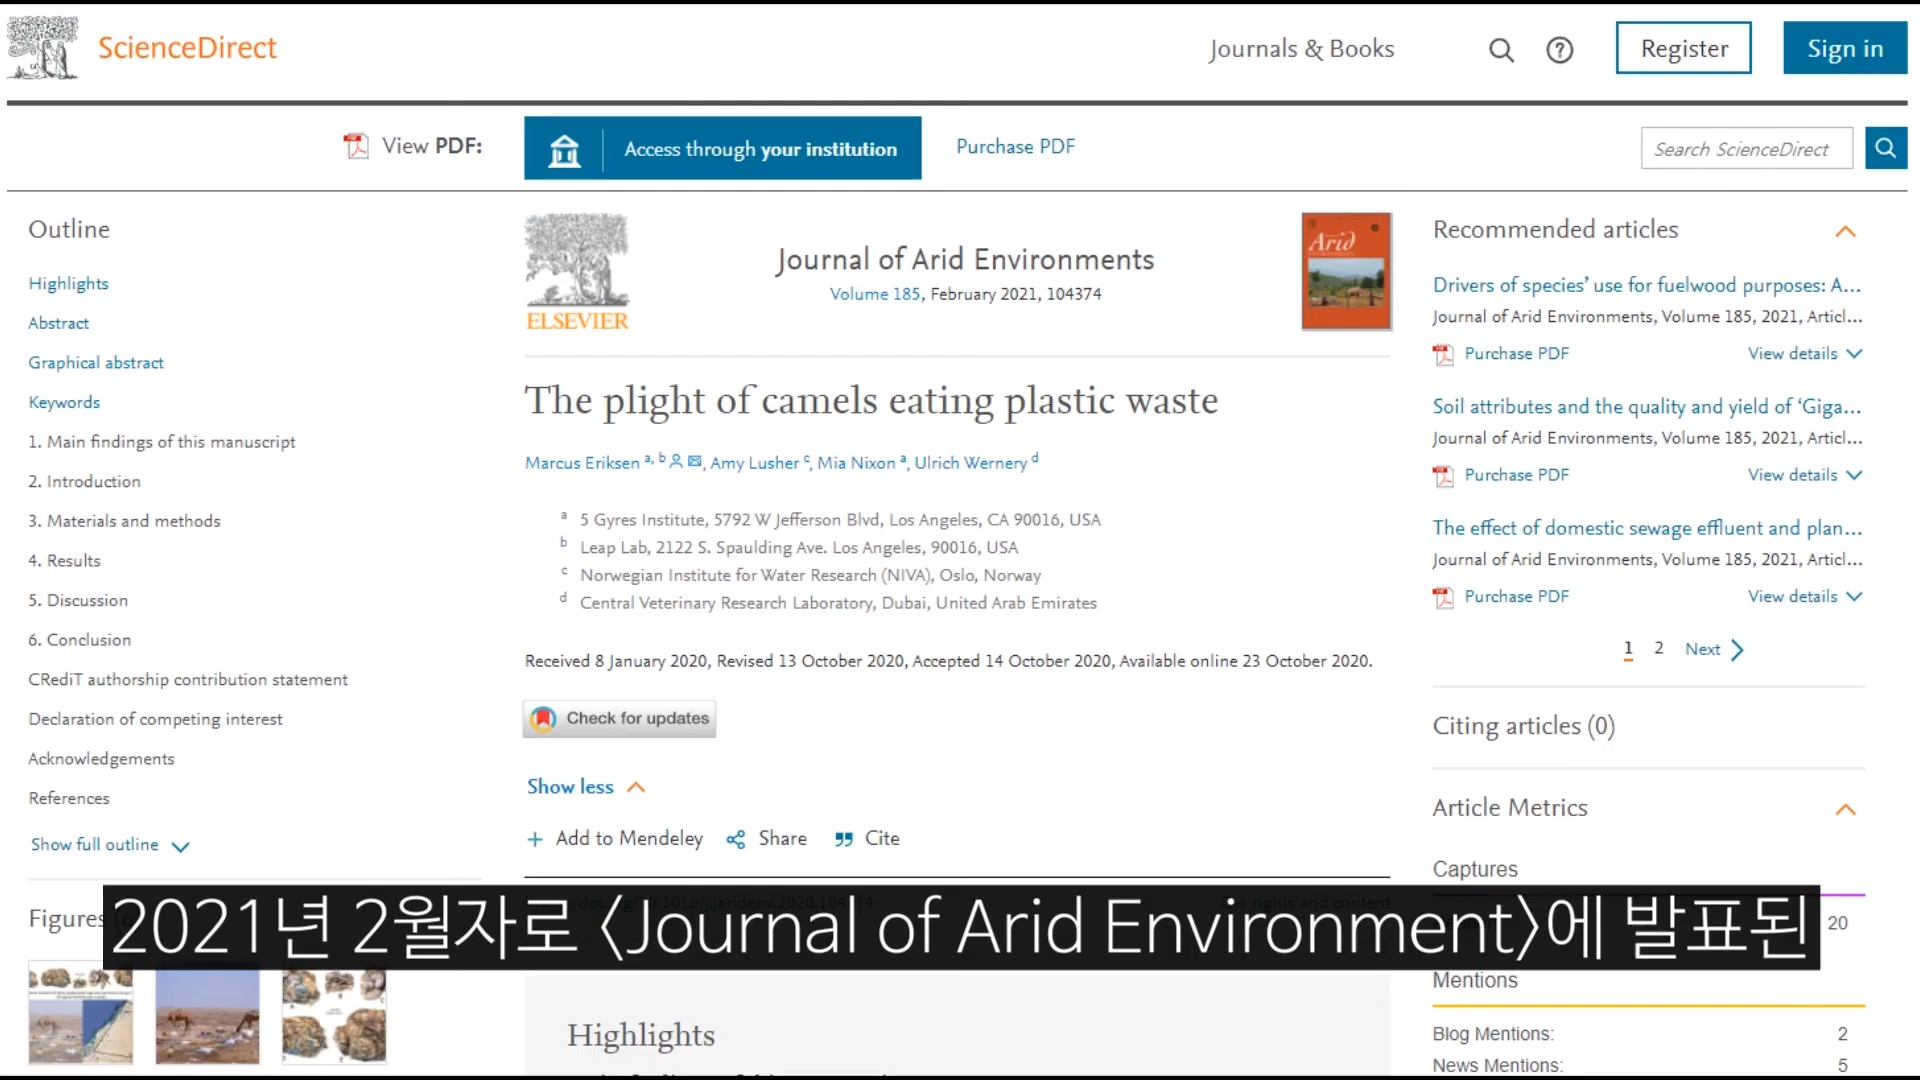 ScienceDirect
Journals & Books
Register
Sign in
View PDF:
Access through your institution
Purchase PDF
Search ScienceDirect
Outline
Highlights
Abstract
Graphical abstract
Keywords
1. Main findings of this manuscript
2. Introduction
3. Materials and methods
4. Results
5. Discussion
6. Conclusion
CRediT authorship contribution statement
Declaration of competing interest
Acknowledgements
References
Show full outline
Figures
ELSEVIER
Journal of Arid Environments
Volume 185, February 2021, 104374
Arid
The plight of camels eating plastic waste
Marcus Eriksen a, b, Amy Lusher c, Mia Nixon a, Ulrich Wernery d
a 5 Gyres Institute, 5792 W Jefferson Blvd, Los Angeles, CA 90016, USA
b Leap Lab, 2122 S. Spaulding Ave. Los Angeles, 90016, USA
c Norwegian Institute for Water Research (NIVA), Oslo, Norway
d Central Veterinary Research Laboratory, Dubai, United Arab Emirates
Received 8 January 2020, Revised 13 October 2020, Accepted 14 October 2020, Available online 23 October 2020.
Check for updates
Show less
Add to Mendeley
Share
Cite
Highlights
Recommended articles
Drivers of species’ use for fuelwood purposes: A...
Journal of Arid Environments, Volume 185, 2021, Articl...
Purchase PDF
View details
Soil attributes and the quality and yield of ‘Giga...
Journal of Arid Environments, Volume 185, 2021, Articl...
Purchase PDF
View details
The effect of domestic sewage effluent and plan...
Journal of Arid Environments, Volume 185, 2021, Articl...
Purchase PDF
View details
1 2 Next
Citing articles (0)
Article Metrics
Captures
20
Mentions
Blog Mentions: 2
News Mentions: 5
2021년 2월자로 〈Journal of Arid Environment〉에 발표된